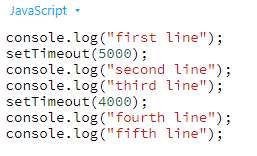 JavaScript
console.log("first line");
setTimeout(5000);
console.log("second line");
console.log("third line");
setTimeout(4000);
console.log("fourth line");
console.log("fifth line");